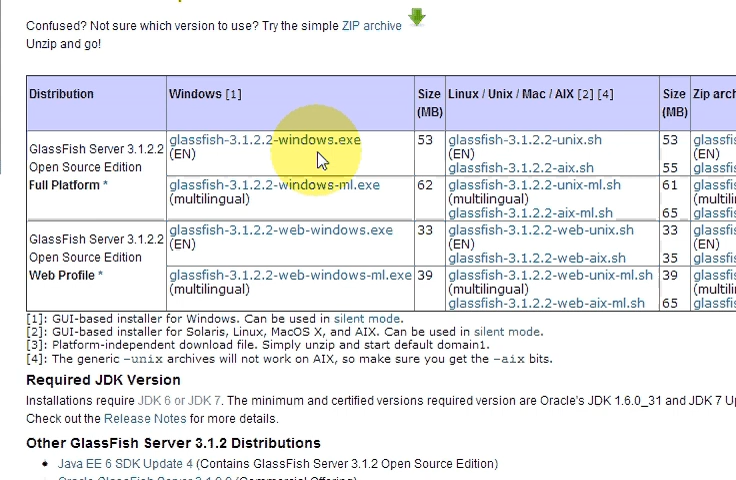 Confused? Not sure which version to use? Try the simple ZIP archive
Unzip and go!
Distribution Windows [1] Size (MB) Linux / Unix / Mac / AIX [2] [4] Size (MB) Zip arch
GlassFish Server 3.1.2.2
Open Source Edition
Full Platform *
glassfish-3.1.2.2-windows.exe 53 glassfish-3.1.2.2-unix.sh 53 glassfi
(EN) (EN) (EN)
glassfish-3.1.2.2-aix.sh 55 glassfi
glassfish-3.1.2.2-windows-ml.exe 62 glassfish-3.1.2.2-unix-ml.sh 61 glassfi
(multilingual) (multilingual) (multilin
glassfish-3.1.2.2-aix-ml.sh 65 glassfi
GlassFish Server 3.1.2.2
Open Source Edition
Web Profile *
glassfish-3.1.2.2-web-windows.exe 33 glassfish-3.1.2.2-web-unix.sh 33 glassfi
(EN) (EN) (EN)
glassfish-3.1.2.2-web-aix.sh 35 glassfi
glassfish-3.1.2.2-web-windows-ml.exe 39 glassfish-3.1.2.2-web-unix-ml.sh 39 glassfi
(multilingual) (multilingual) (multilin
glassfish-3.1.2.2-web-aix-ml.sh 65 glassfi
[1]: GUI-based installer for Windows. Can be used in silent mode.
[2]: GUI-based installer for Solaris, Linux, MacOS X, and AIX. Can be used in silent mode.
[3]: Platform-independent download file. Simply unzip and start default domain1.
[4]: The generic -unix archives will not work on AIX, so make sure you get the -aix bits.
Required JDK Version
Installations require JDK 6 or JDK 7. The minimum and certified versions required version are Oracle's JDK 1.6.0_31 and JDK 7 Up
Check out the Release Notes for more details.
Other GlassFish Server 3.1.2 Distributions
• Java EE 6 SDK Update 4 (Contains GlassFish Server 3.1.2 Open Source Edition)